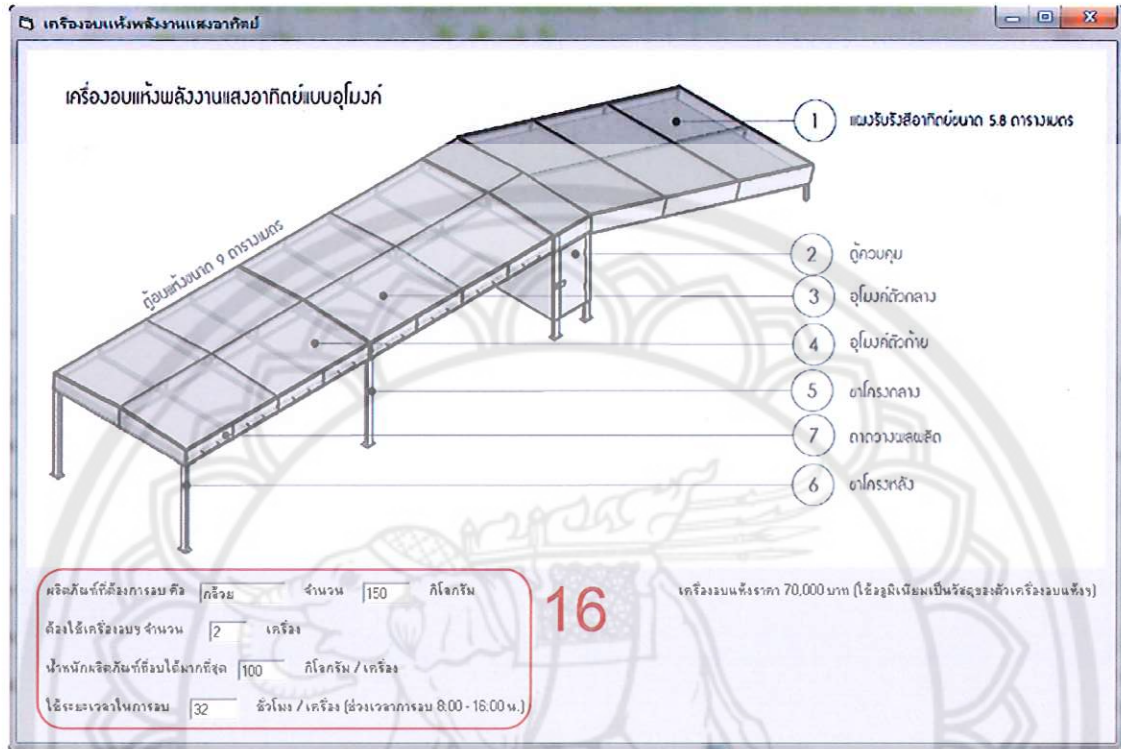 เครื่องอบแห้งพลังงานแสงอาทิตย์
เครื่องอบแห้งพลังงานแสงอาทิตย์แบบอุโมงค์
1 แผงรับรังสีอาทิตย์ขนาด 5.8 ตารางเมตร
ตู้อบแห้งขนาด 9 ตารางเมตร
2 ตู้ควบคุม
3 อุโมงค์ตัวกลาง
4 อุโมงค์ตัวท้าย
5 ขาโครงกลาง
7 ถาดวางผลผลิต
6 ขาโครงหลัง
ผลิตภัณฑ์ที่ต้องการอบ คือ กล้วย จำนวน 150 กิโลกรัม
16
เครื่องอบแห้งราคา 70,000 บาท (ใช้อลูมิเนียมเป็นวัสดุของตัวเครื่องอบแห้งฯ)
ต้องใช้เครื่องอบฯ จำนวน 2 เครื่อง
น้ำหนักผลิตภัณฑ์ที่อบได้มากที่สุด 100 กิโลกรัม / เครื่อง
ใช้ระยะเวลาในการอบ 32 ชั่วโมง / เครื่อง (ช่วงเวลาการอบ 8:00 - 16:00 น.)